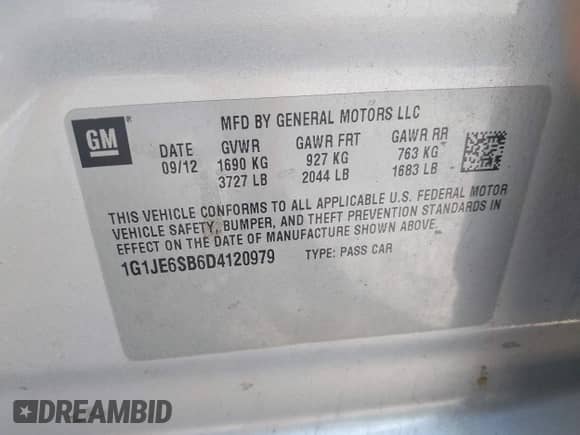 MFD BY GENERAL MOTORS LLC
GM ®
DATE GVWR GAWR FRT GAWR RR
09/12 1690 KG 927 KG 763 KG
3727 LB 2044 LB 1683 LB
THIS VEHICLE CONFORMS TO ALL APPLICABLE U.S. FEDERAL MOTOR
VEHICLE SAFETY, BUMPER, AND THEFT PREVENTION STANDARDS IN
EFFECT ON THE DATE OF MANUFACTURE SHOWN ABOVE.
1G1JE6SB6D4120979 TYPE: PASS CAR
DREAMBID